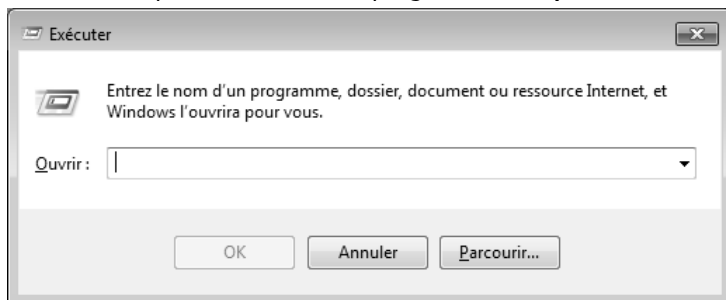 Exécuter
Entrez le nom d'un programme, dossier, document ou ressource Internet, et
Windows l'ouvrira pour vous.
Ouvrir :
OK
Annuler
Parcourir...